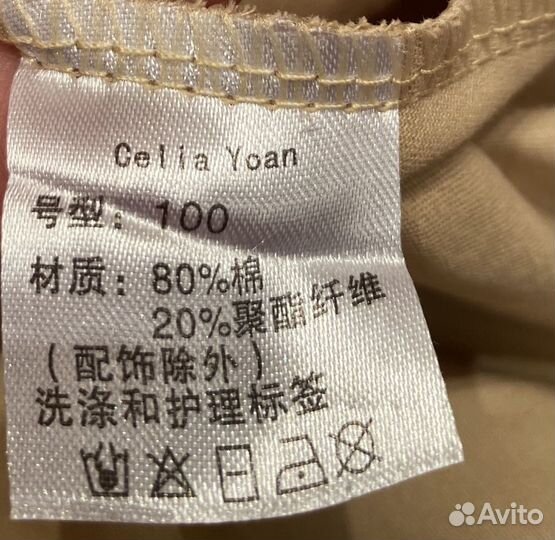 Celia Yoan
号型：100
材质：80%棉
20%聚酯纤维
（配饰除外）
洗涤和护理标签
Avito